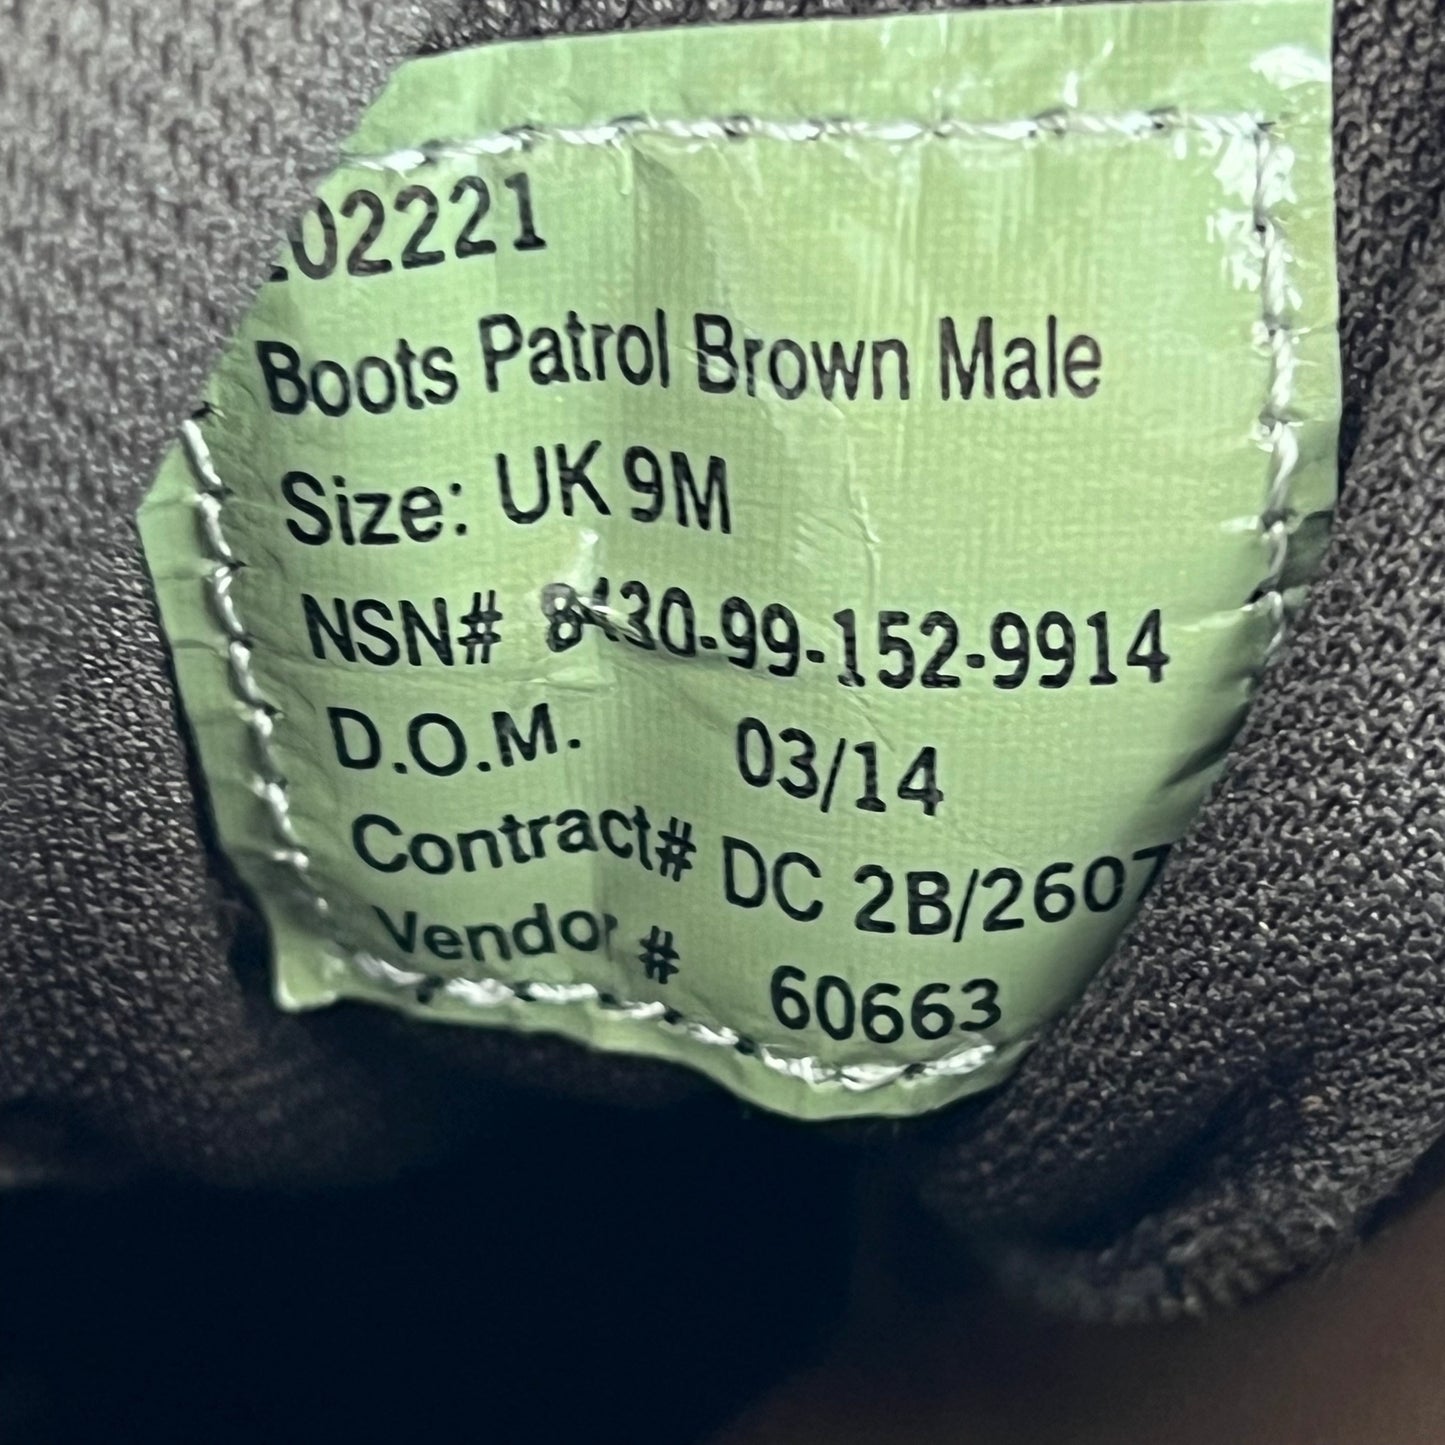 202221
Boots Patrol Brown Male
Size: UK 9M
NSN# 8430-99-152-9914
D.O.M. 03/14
Contract# DC 2B/2607
Vendor # 60663